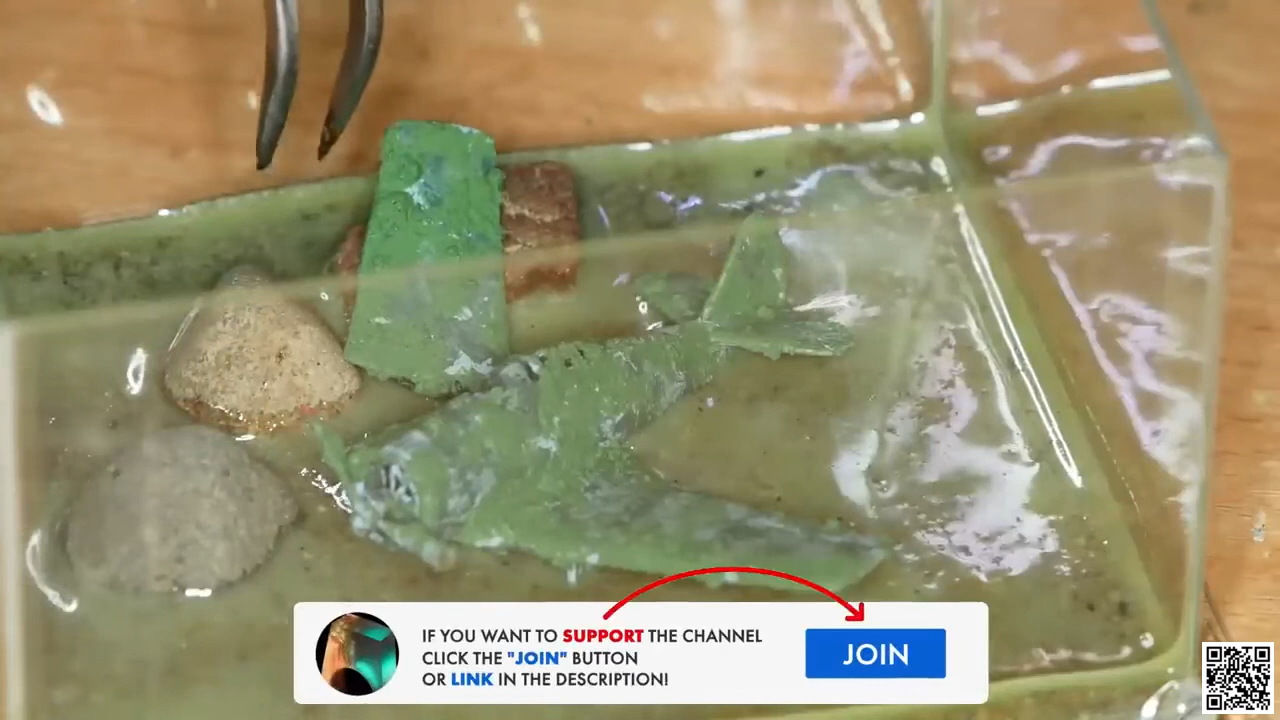 IF YOU WANT TO SUPPORT THE CHANNEL
CLICK THE "JOIN" BUTTON
OR LINK IN THE DESCRIPTION!
JOIN